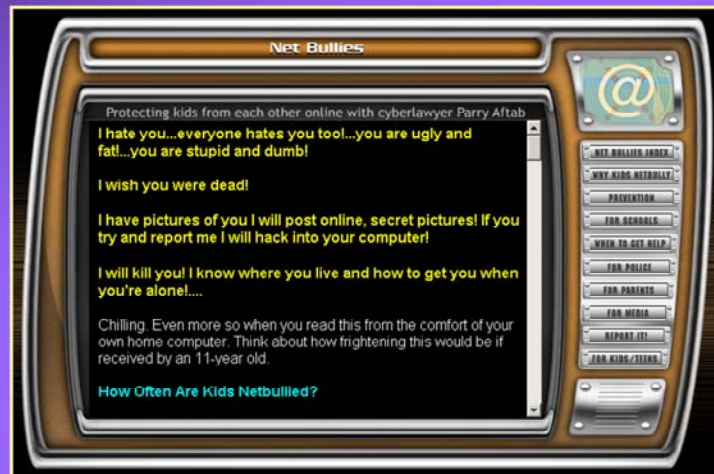 Net Bullies
Protecting kids from each other online with cyberlawyer Parry Aftab
I hate you...everyone hates you too!...you are ugly and
fat!...you are stupid and dumb!
I wish you were dead!
I have pictures of you I will post online, secret pictures! If you
try and report me I will hack into your computer!
I will kill you! I know where you live and how to get you when
you're alone!....
Chilling. Even more so when you read this from the comfort of your
own home computer. Think about how frightening this would be if
received by an 11-year old.
How Often Are Kids Netbullied?
@
NET BULLIES INDEX
WHY KIDS NETBULLY
PREVENTION
FOR SCHOOLS
WHEN TO GET HELP
FOR POLICE
FOR PARENTS
FOR MEDIA
REPORT IT!
FOR KIDS/TEENS